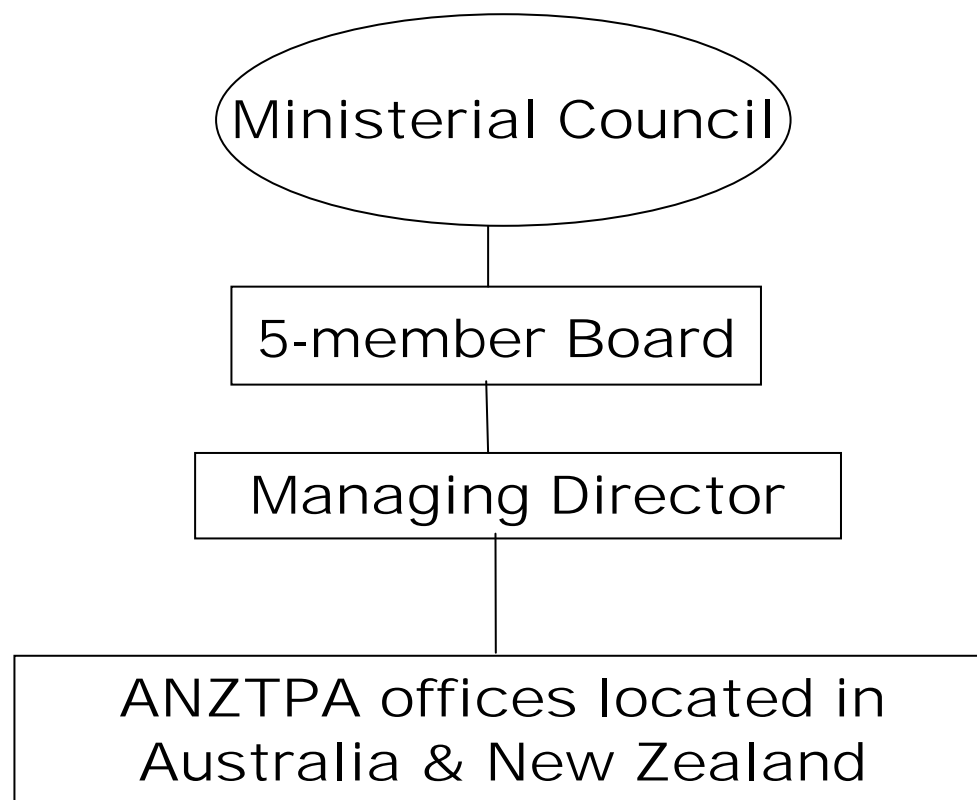 Ministerial Council
5-member Board
Managing Director
ANZTPA offices located in
Australia & New Zealand